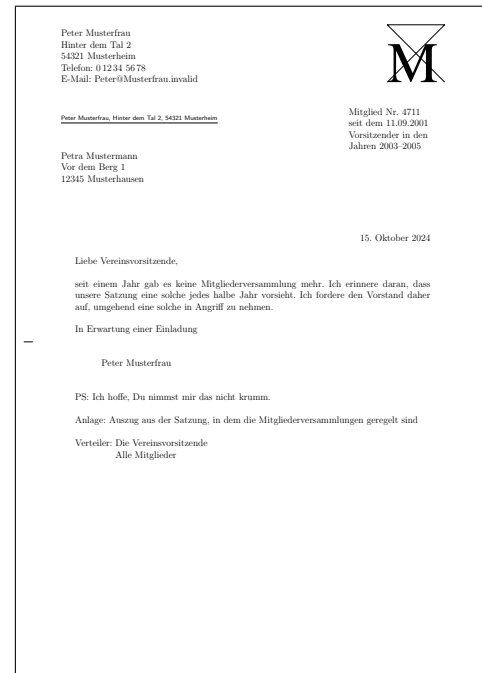 Peter Musterfrau
Hinter dem Tal 2
54321 Musterheim
Telefon: 0 12 34 56 78
E-Mail: Peter@Musterfrau.invalid
M
Peter Musterfrau, Hinter dem Tal 2, 54321 Musterheim
Mitglied Nr. 4711
seit dem 11.09.2001
Vorsitzender in den
Jahren 2003–2005
Petra Mustermann
Vor dem Berg 1
12345 Musterhausen
15. Oktober 2024
Liebe Vereinsvorsitzende,
seit einem Jahr gab es keine Mitgliederversammlung mehr. Ich erinnere daran, dass
unsere Satzung eine solche jedes halbe Jahr vorsieht. Ich fordere den Vorstand daher
auf, umgehend eine solche in Angriff zu nehmen.
In Erwartung einer Einladung
Peter Musterfrau
PS: Ich hoffe, Du nimmst mir das nicht krumm.
Anlage: Auszug aus der Satzung, in dem die Mitgliederversammlungen geregelt sind
Verteiler: Die Vereinsvorsitzende
Alle Mitglieder